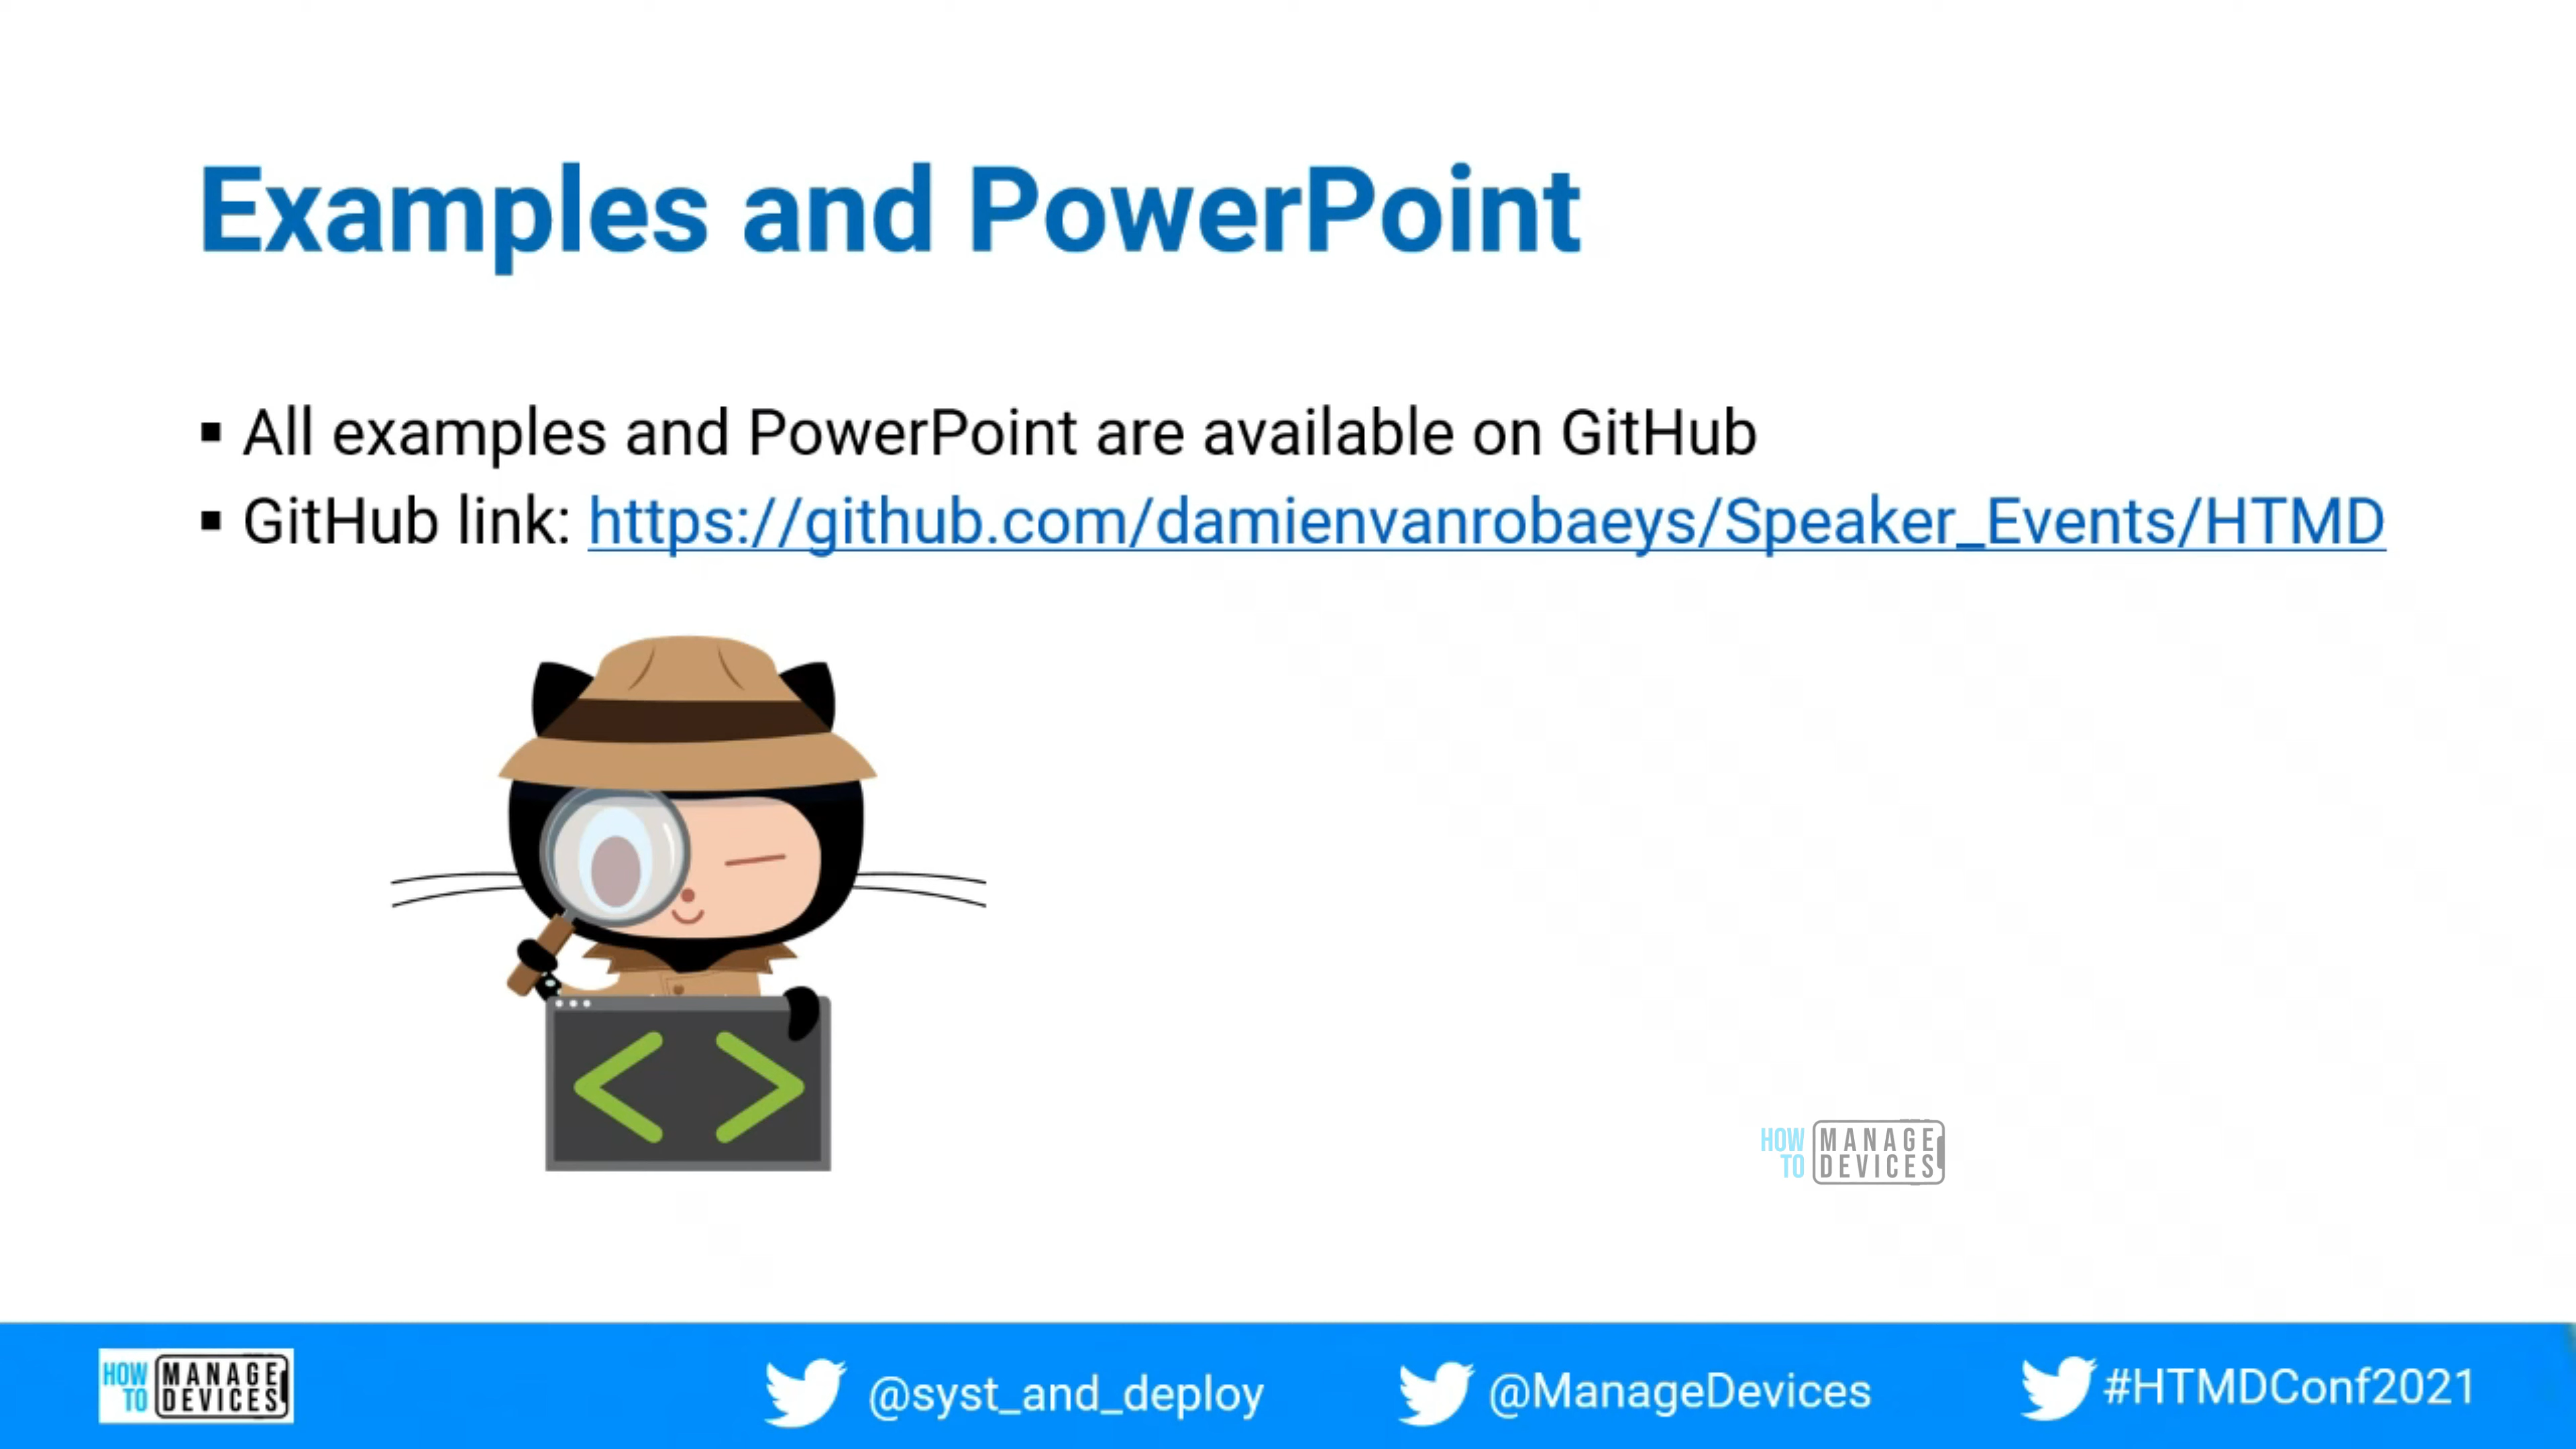 Examples and PowerPoint
▪ All examples and PowerPoint are available on GitHub
▪ GitHub link: https://github.com/damienvanrobaeys/Speaker_Events/HTMD
< >
HOW TO MANAGE DEVICES
HOW TO MANAGE DEVICES
@syst_and_deploy
@ManageDevices
#HTMDConf2021